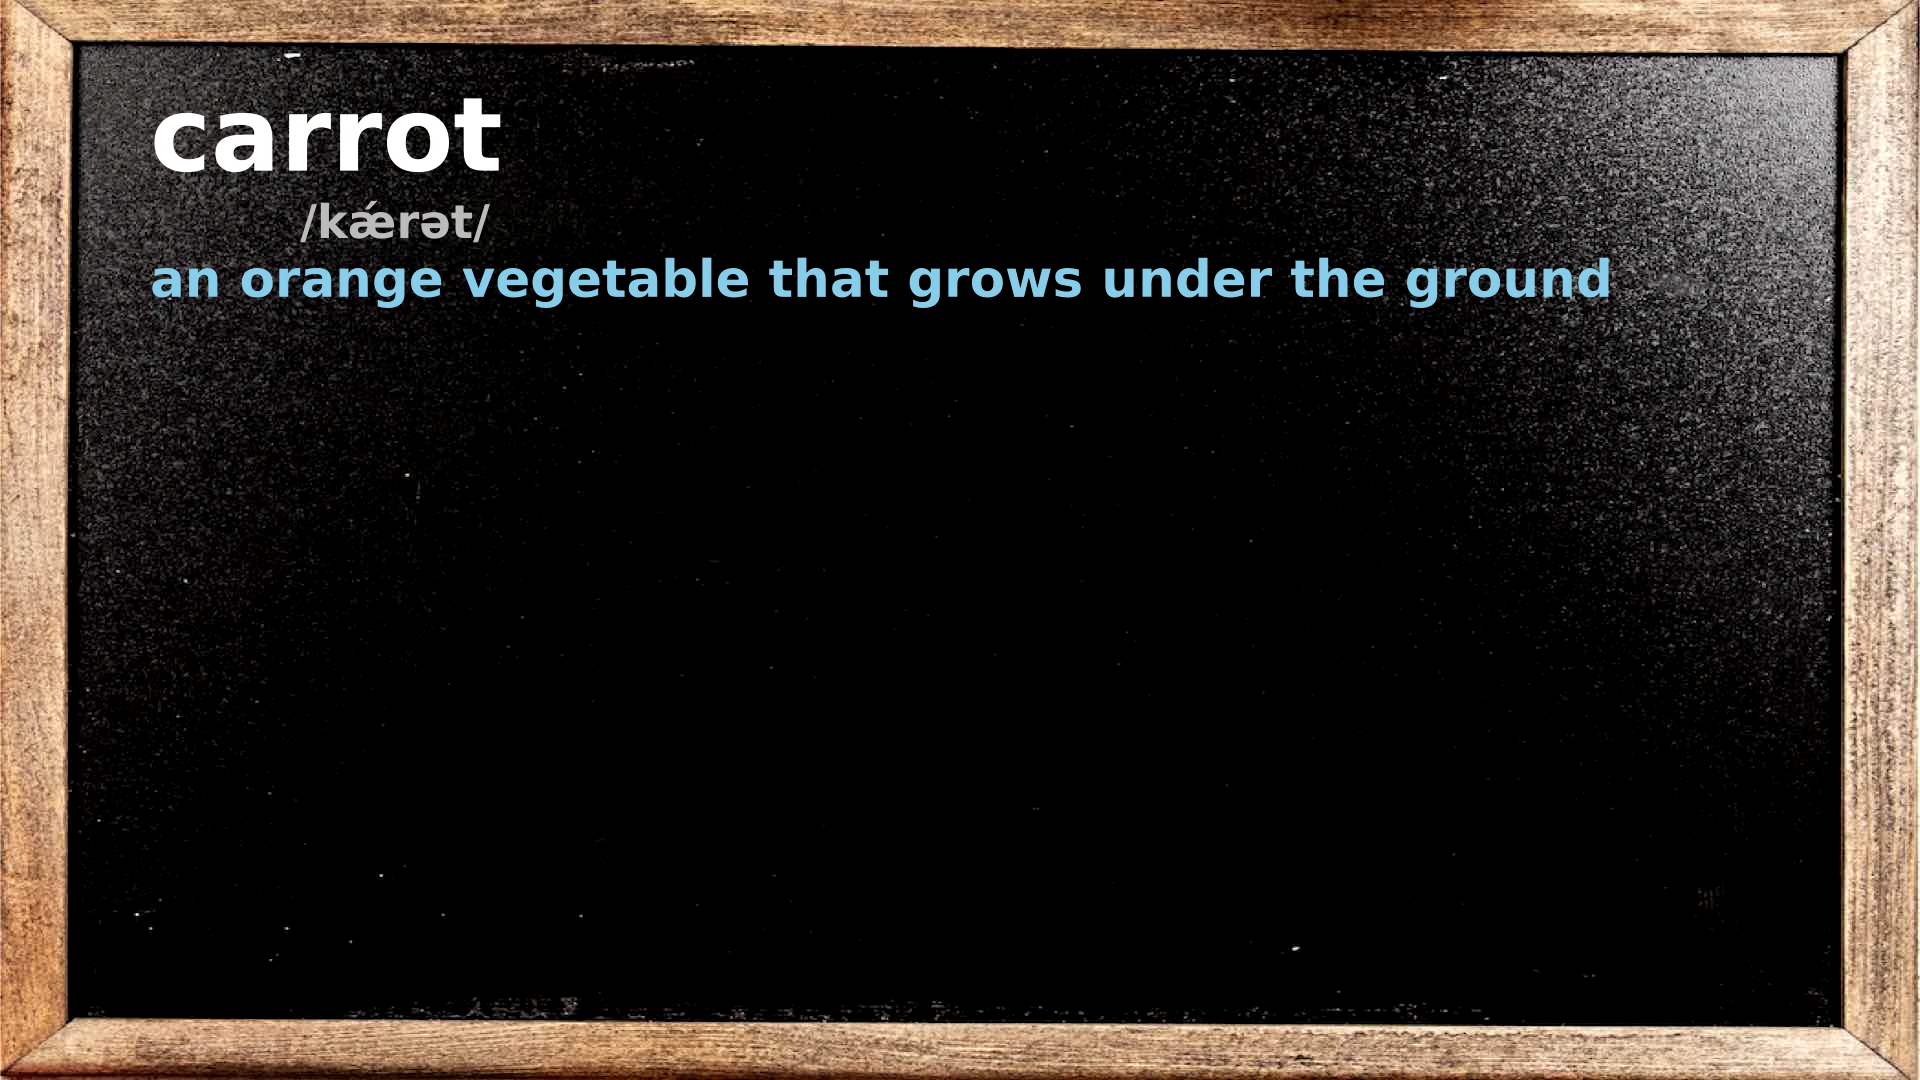 carrot
/kǽrət/
an orange vegetable that grows under the ground